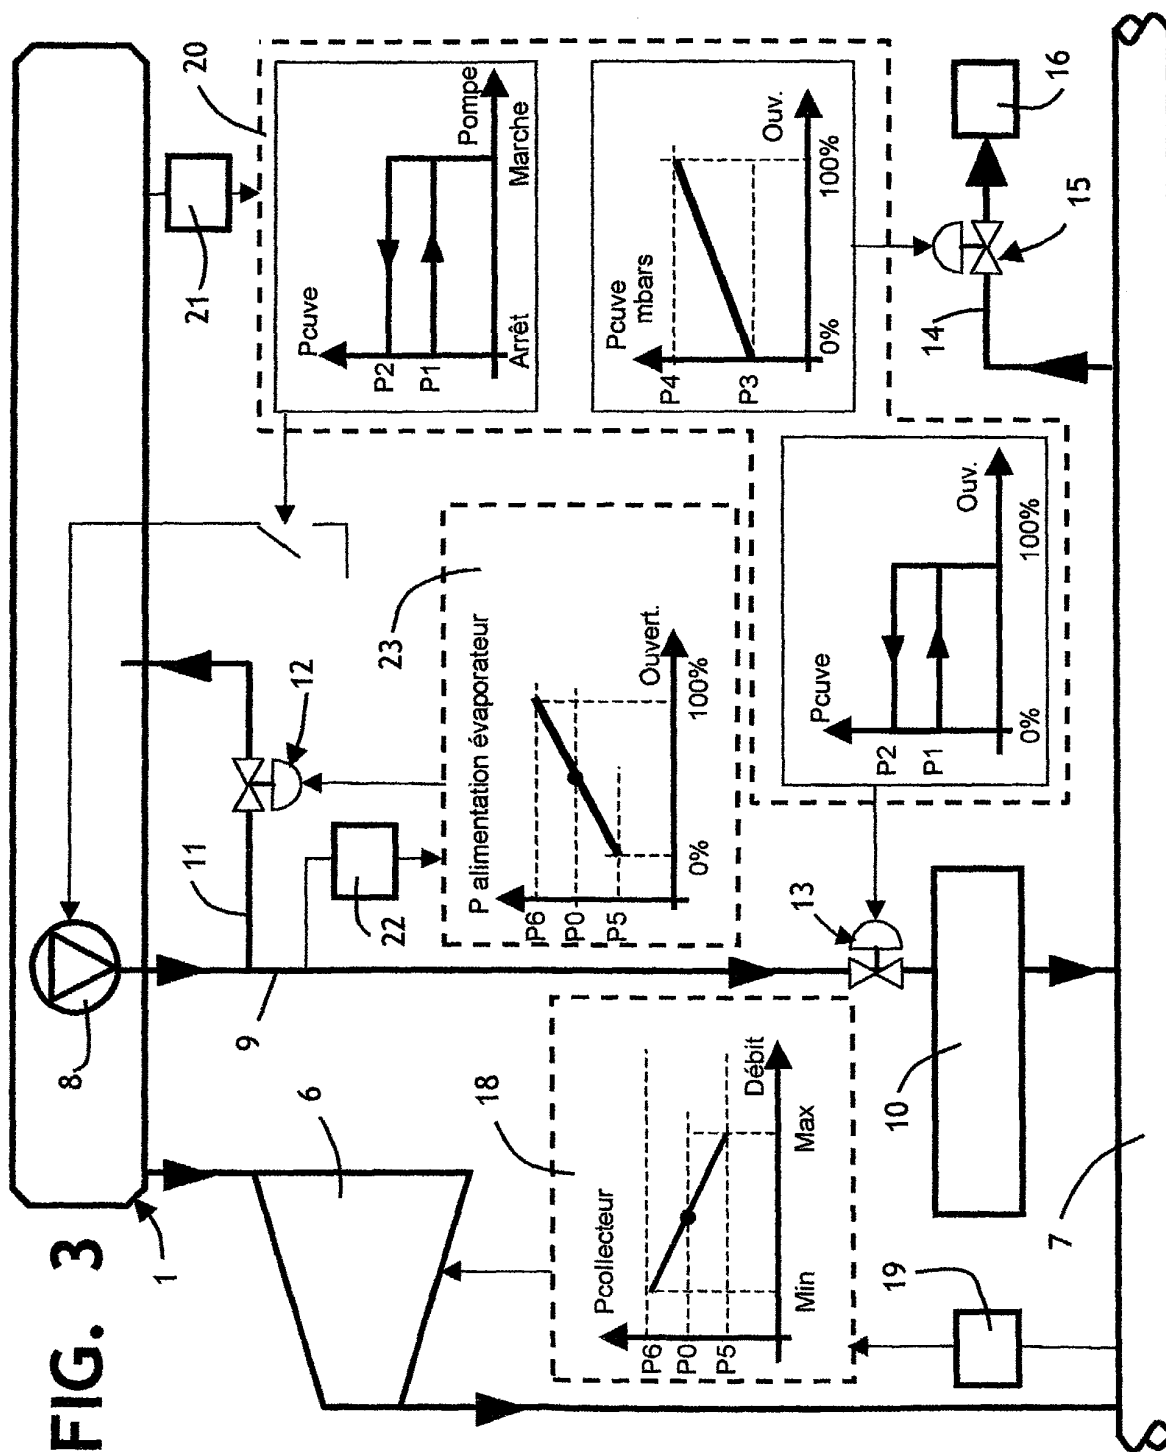 FIG. 3
1
8
20
21
Pcuve
P2
P1
Arrêt
Marche
Pompe
Pcuve
mbars
P4
P3
0%
100%
Ouv.
16
15
14
12
11
22
9
23
P alimentation évaporateur
P6
P0
P5
0%
100%
Ouvert.
Pcuve
P2
P1
0%
100%
Ouv.
13
10
6
18
Pcollecteur
P6
P0
P5
Min
Max
Débit
19
7